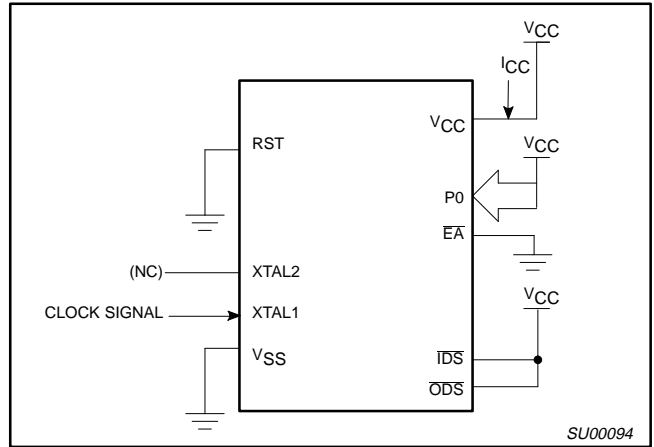 VCC
ICC
VCC
RST
VCC
P0
EA
(NC)
XTAL2
CLOCK SIGNAL
XTAL1
VCC
VSS
IDS
ODS
SU00094